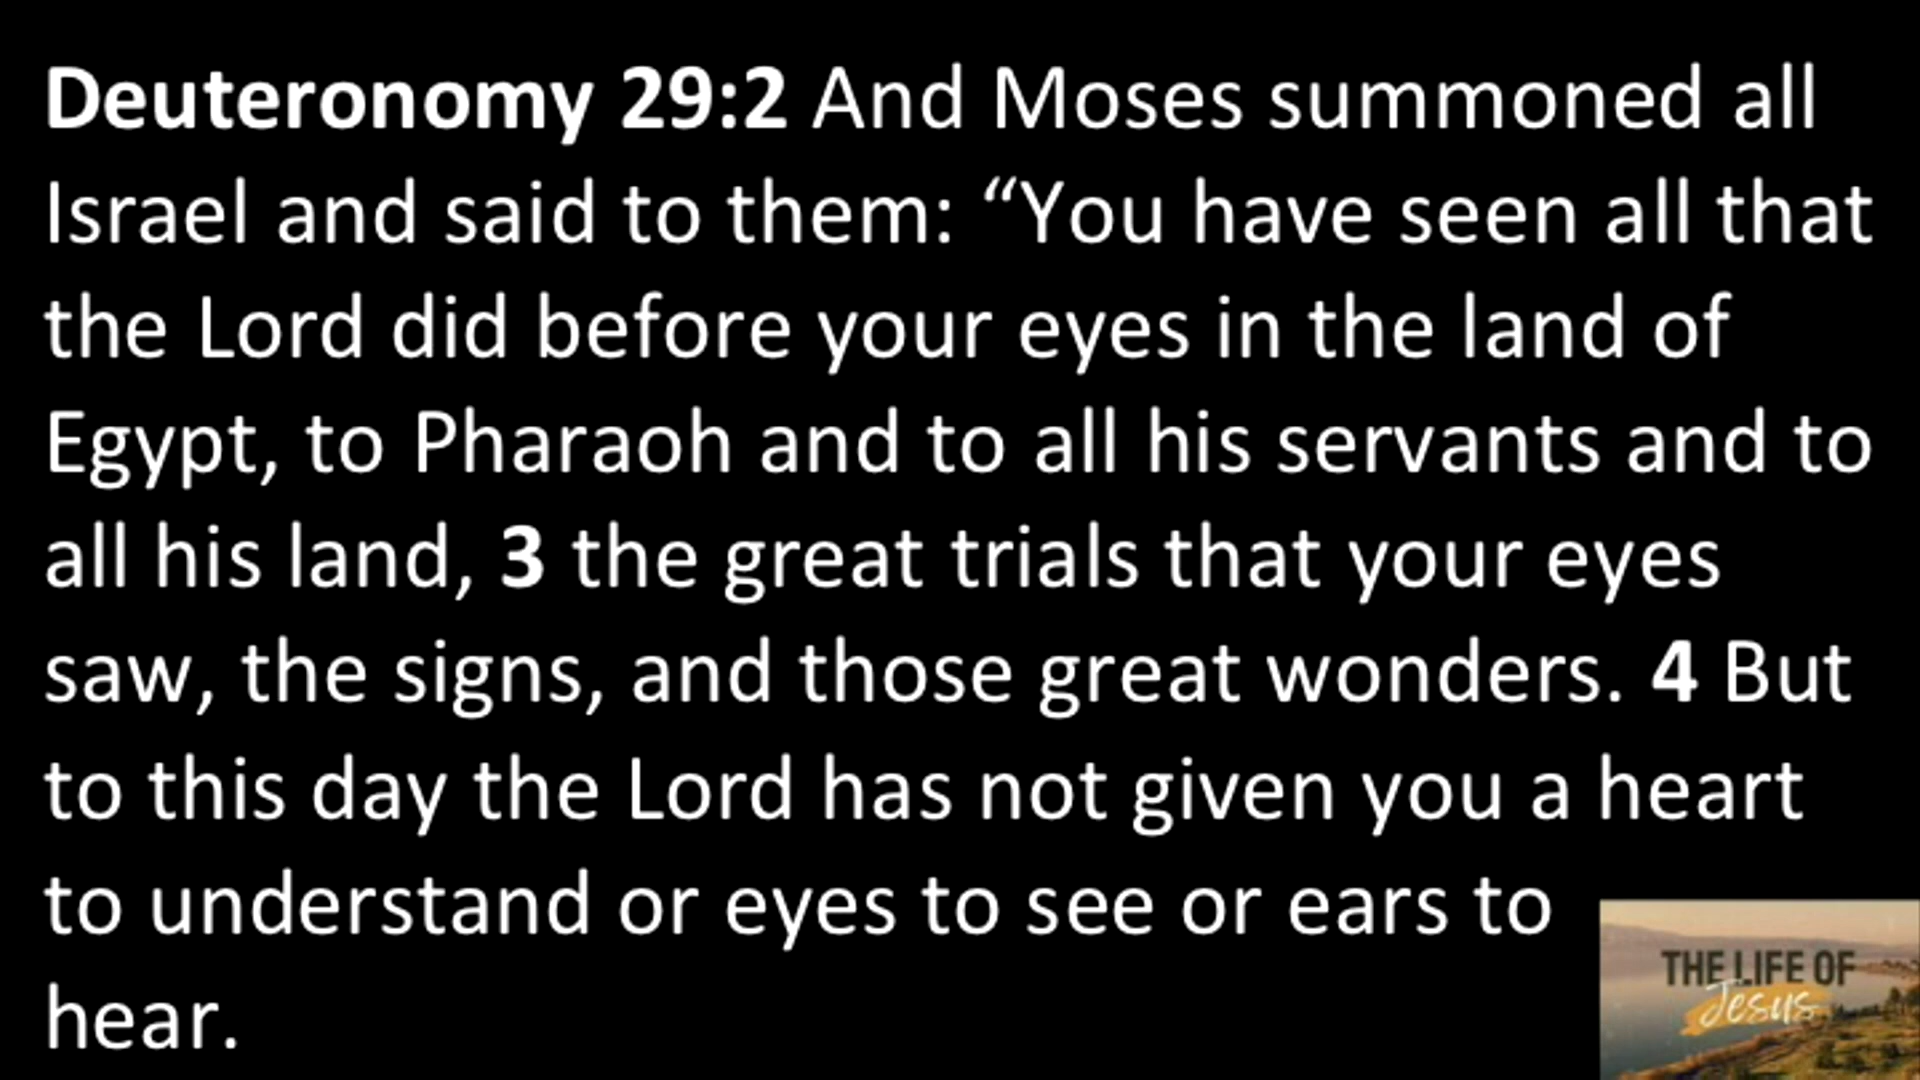 Deuteronomy 29:2 And Moses summoned all
Israel and said to them: “You have seen all that
the Lord did before your eyes in the land of
Egypt, to Pharaoh and to all his servants and to
all his land, 3 the great trials that your eyes
saw, the signs, and those great wonders. 4 But
to this day the Lord has not given you a heart
to understand or eyes to see or ears to
hear.
THE LIFE OF
Jesus